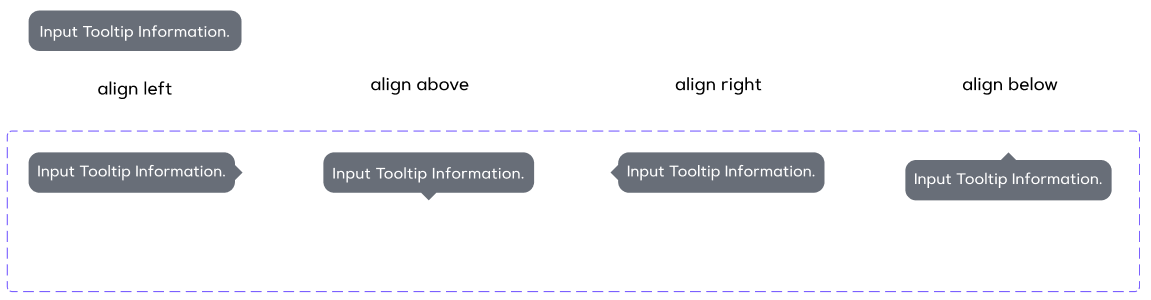 Input Tooltip Information.
align left
align above
align right
align below
Input Tooltip Information.
Input Tooltip Information.
Input Tooltip Information.
Input Tooltip Information.